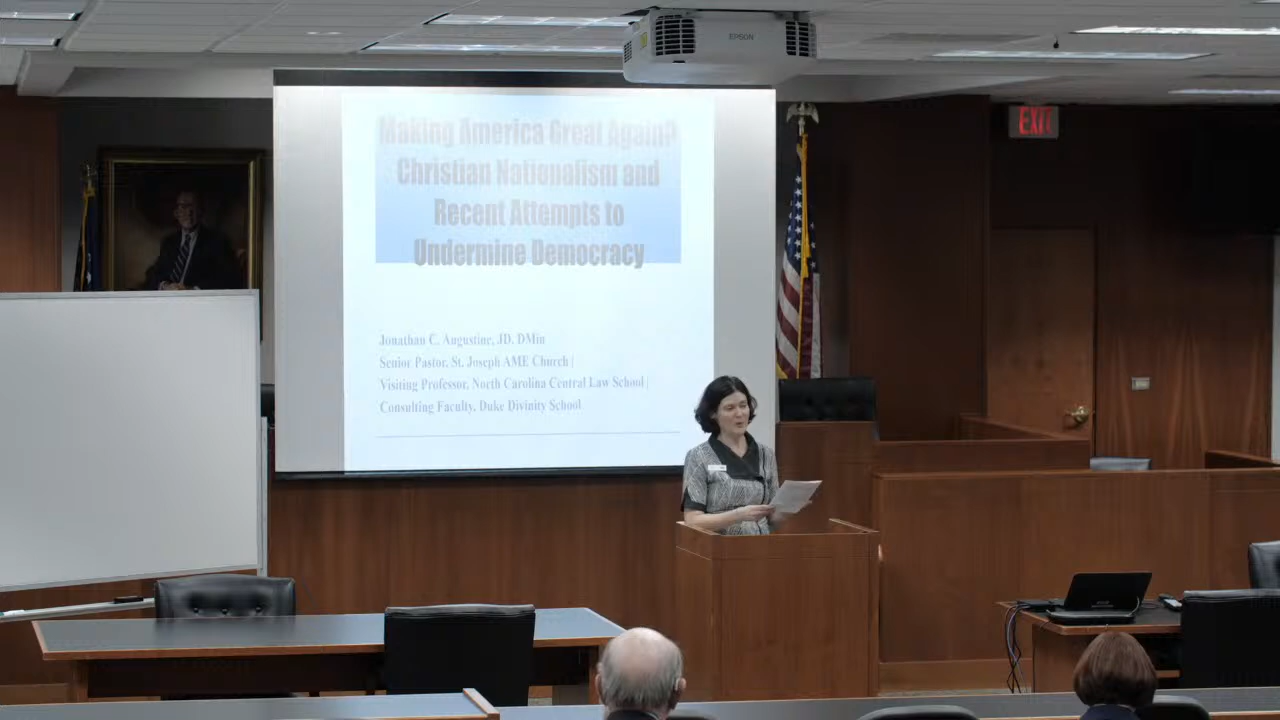 EPSON
EXIT
Making America Great Again?
Christian Nationalism and
Recent Attempts to
Undermine Democracy
Jonathan C. Augustine, JD, DMin
Senior Pastor, St. Joseph AME Church |
Visiting Professor, North Carolina Central Law School |
Consulting Faculty, Duke Divinity School